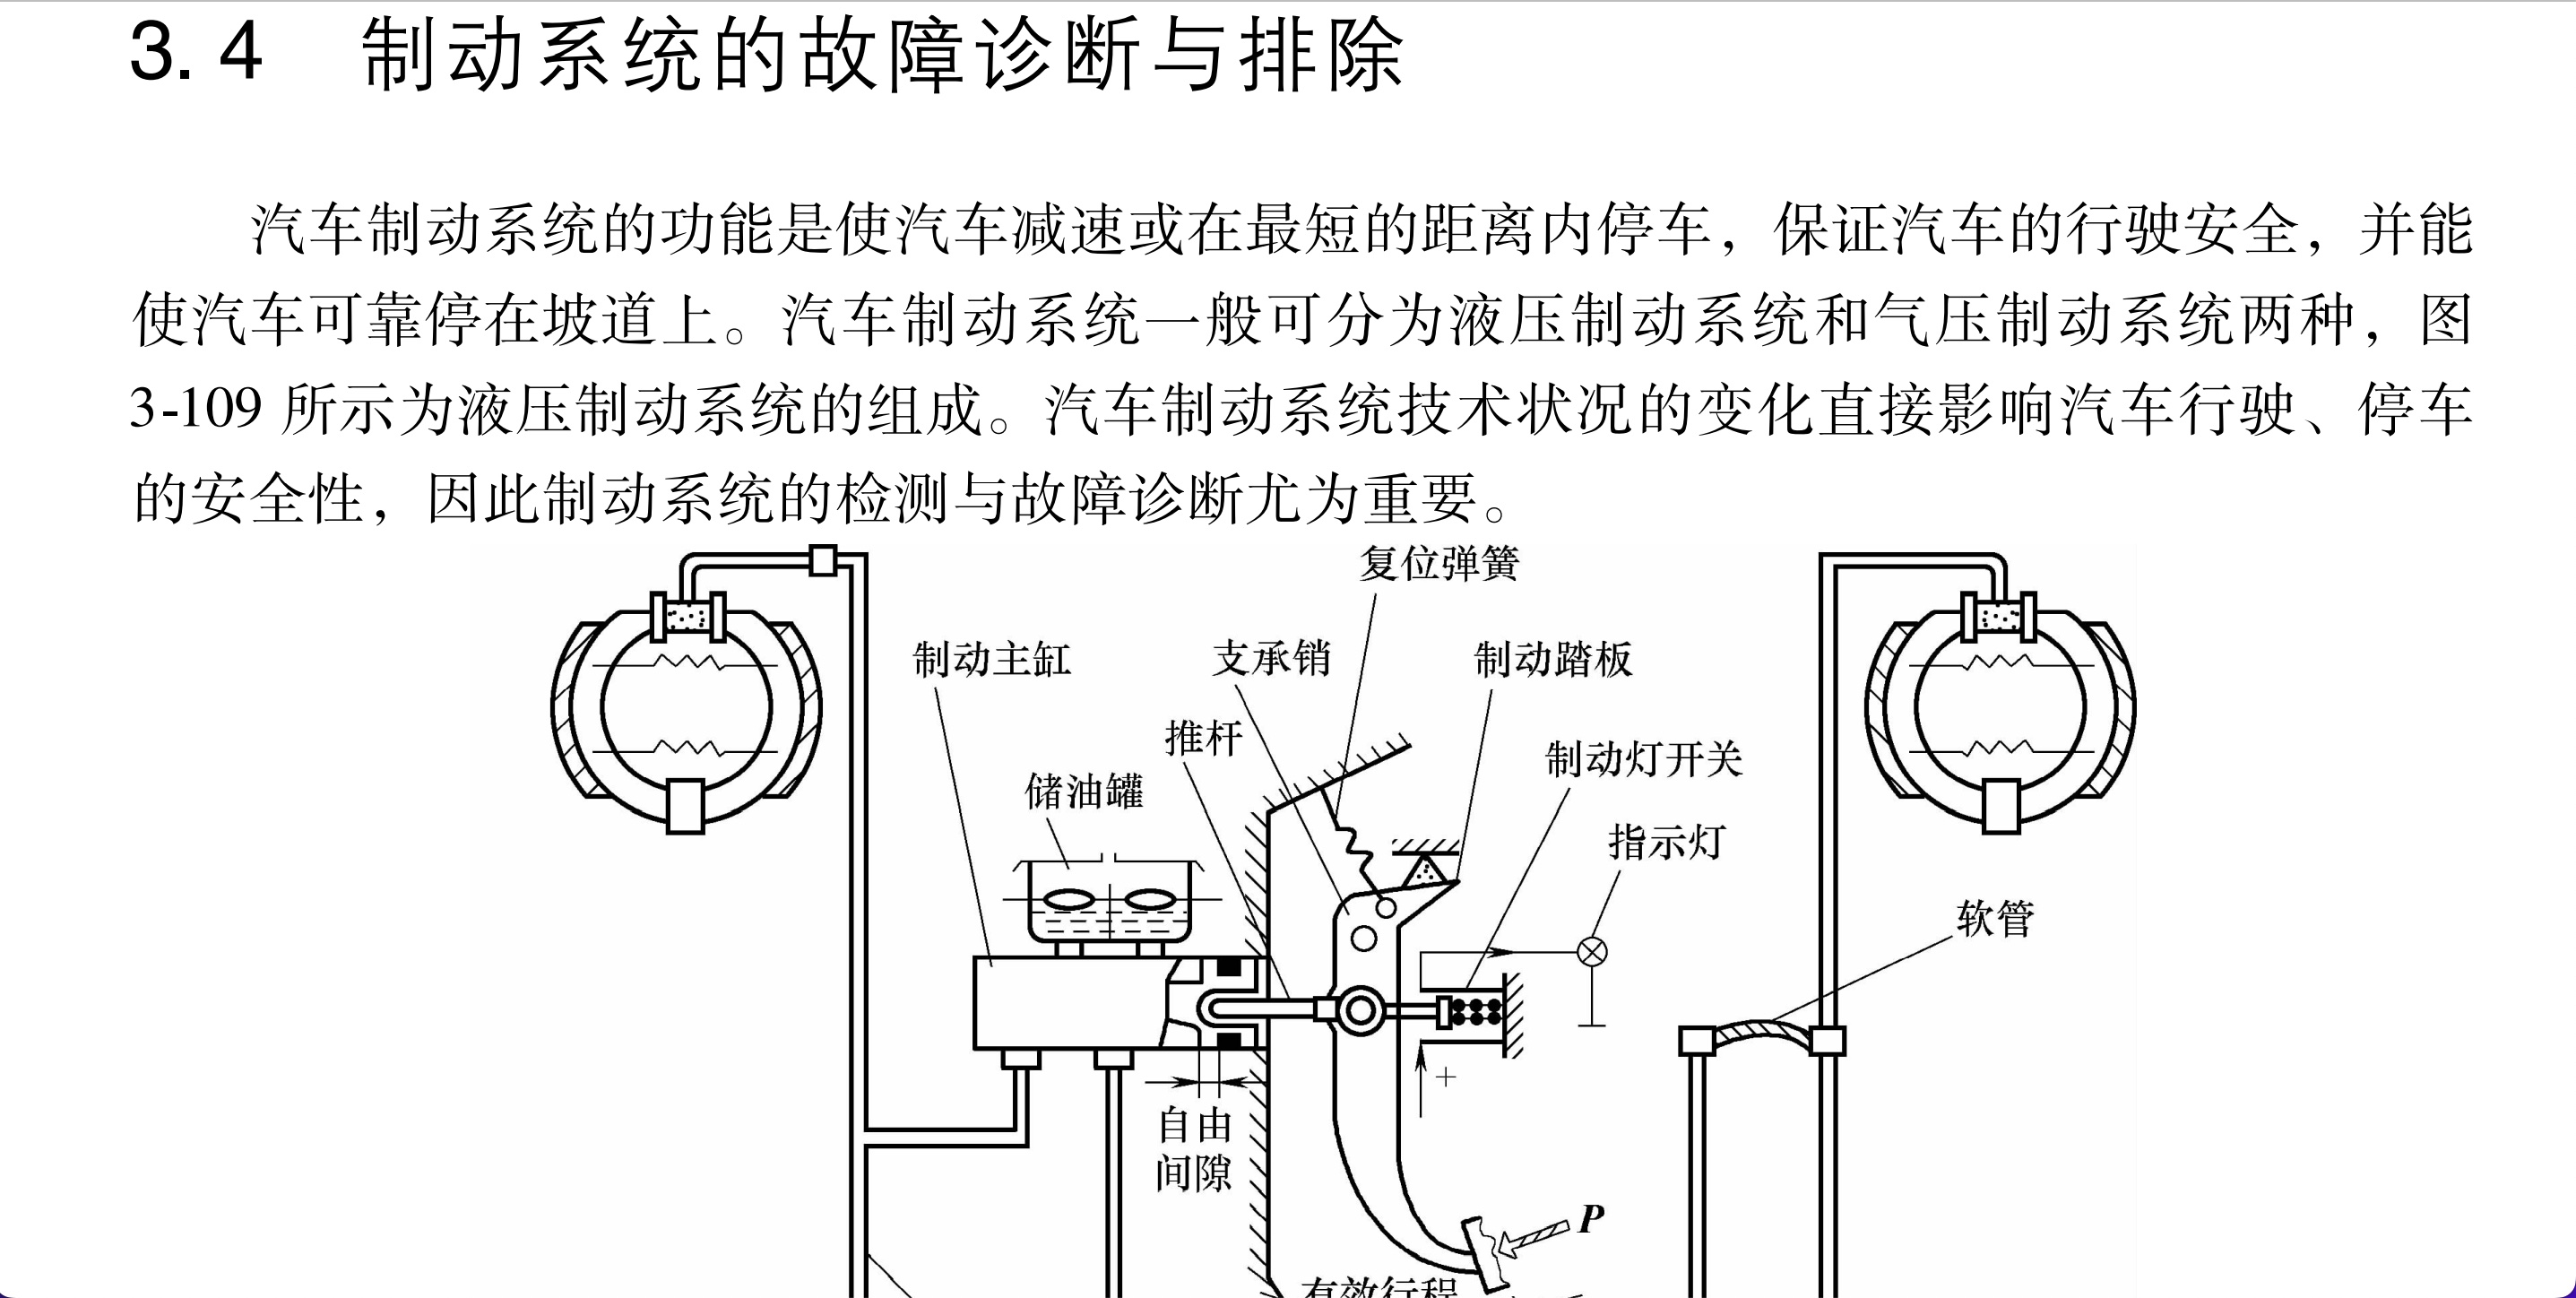 3.4 制动系统的故障诊断与排除
汽车制动系统的功能是使汽车减速或在最短的距离内停车，保证汽车的行驶安全，并能
使汽车可靠停在坡道上。汽车制动系统一般可分为液压制动系统和气压制动系统两种，图
3-109 所示为液压制动系统的组成。汽车制动系统技术状况的变化直接影响汽车行驶、停车
的安全性，因此制动系统的检测与故障诊断尤为重要。
复位弹簧
制动主缸
支承销
制动踏板
推杆
制动灯开关
储油罐
指示灯
软管
+
自由
间隙
P
有效行程